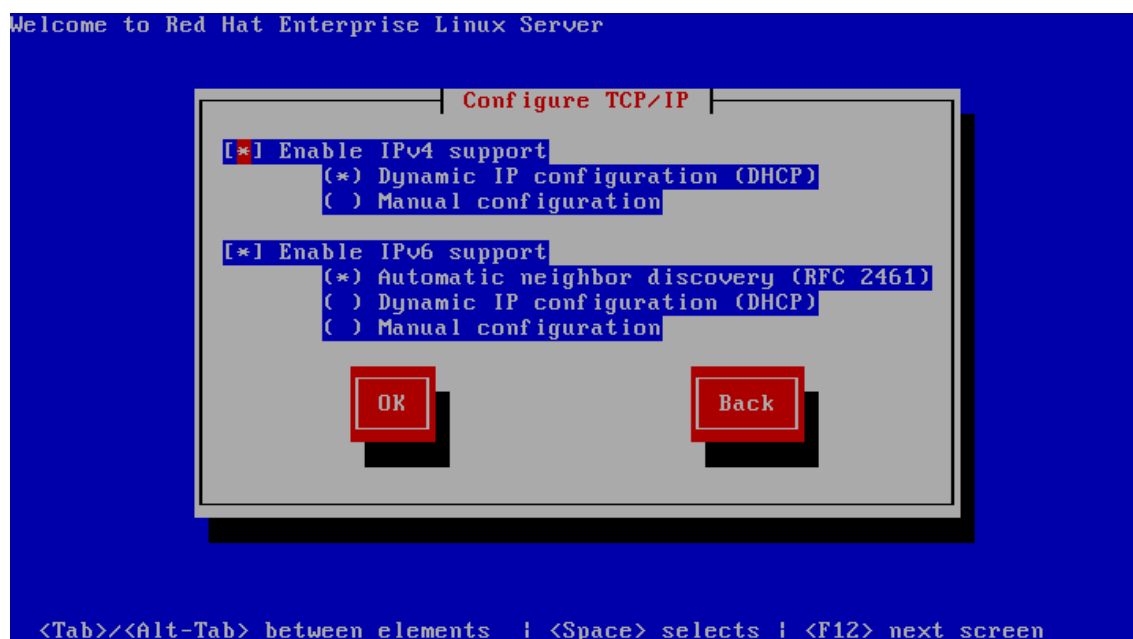 Welcome to Red Hat Enterprise Linux Server
Configure TCP/IP
[*] Enable IPv4 support
(*) Dynamic IP configuration (DHCP)
( ) Manual configuration
[*] Enable IPv6 support
(*) Automatic neighbor discovery (RFC 2461)
( ) Dynamic IP configuration (DHCP)
( ) Manual configuration
OK Back
<Tab>/<Alt-Tab> between elements | <Space> selects | <F12> next screen